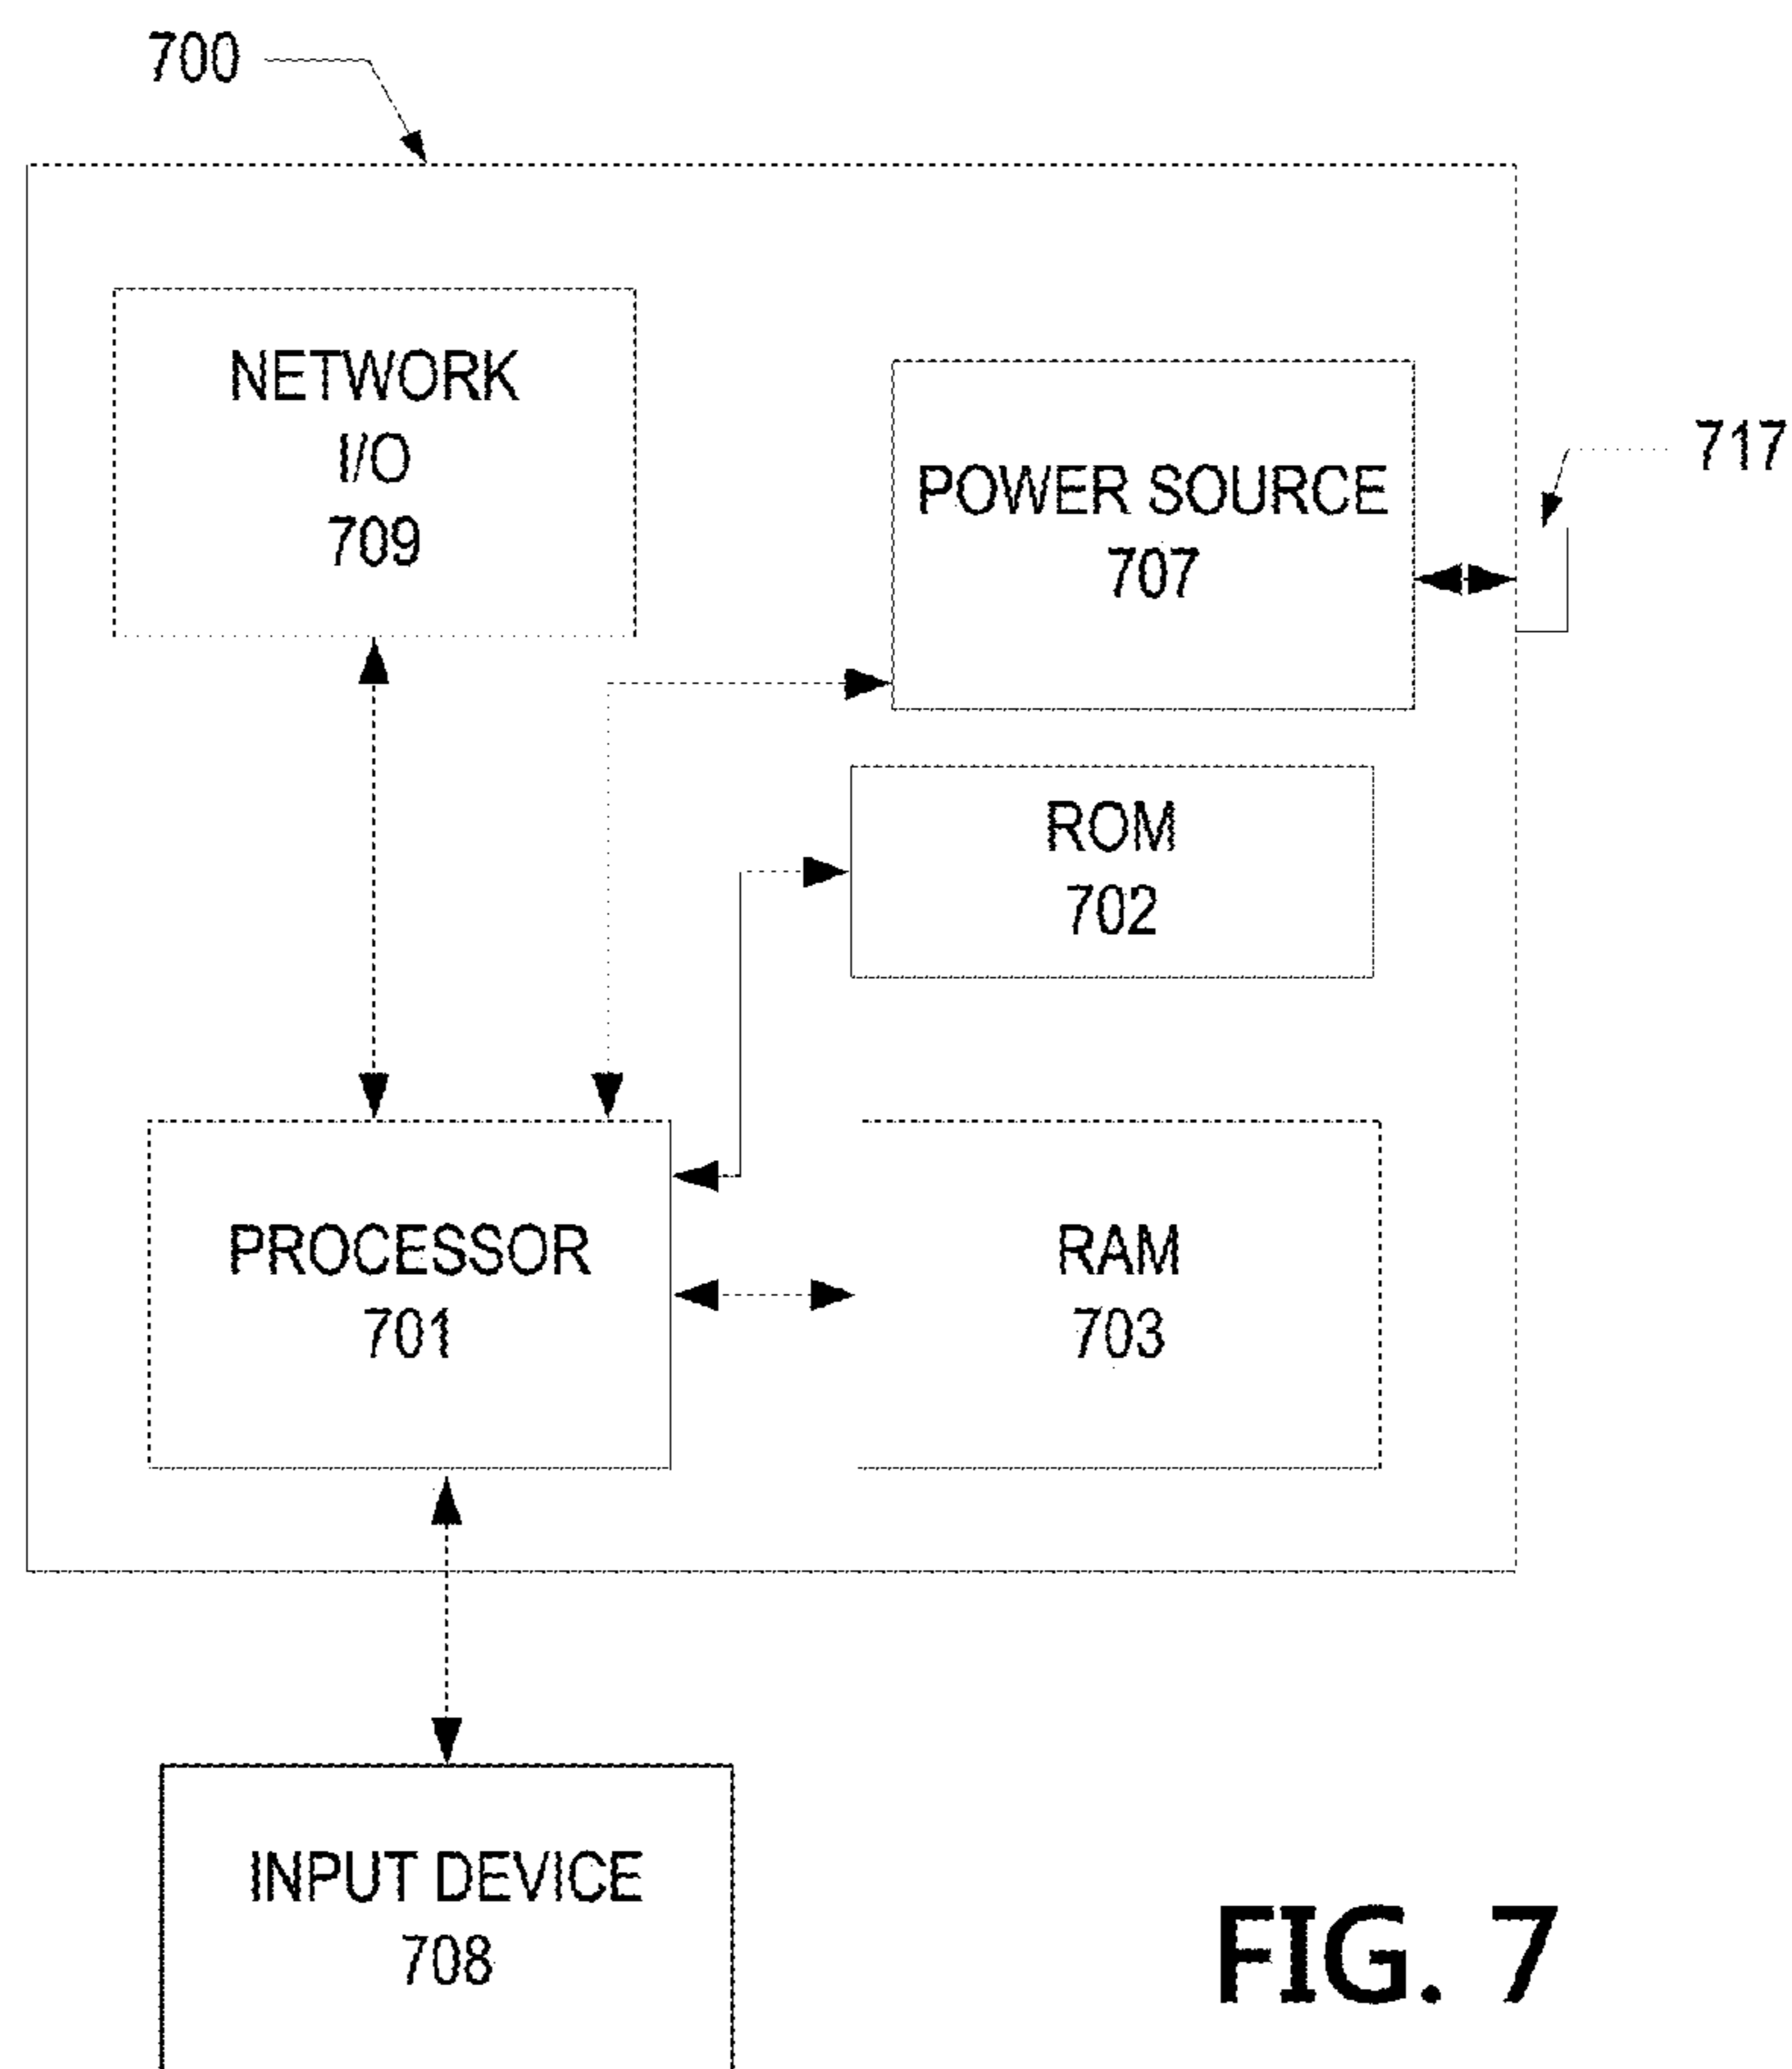 700
NETWORK
I/O
709
POWER SOURCE
707
717
ROM
702
PROCESSOR
701
RAM
703
INPUT DEVICE
708
FIG. 7